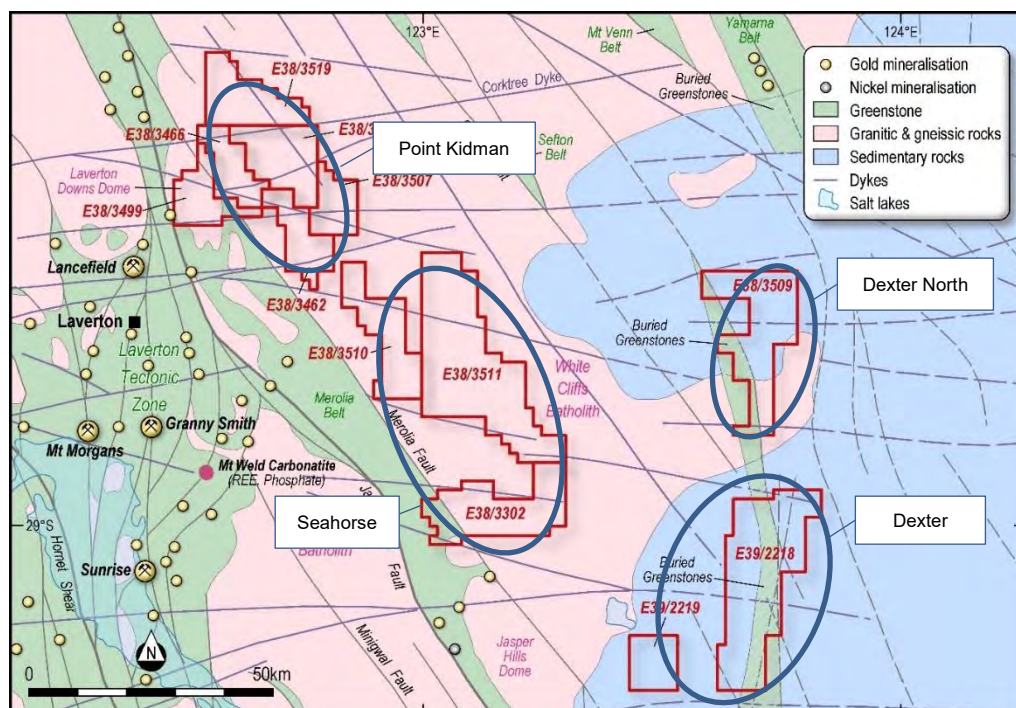 123°E
124°E
Mt Venn
Belt
Yamarna
Belt
Buried
Greenstones
Gold mineralisation
Nickel mineralisation
Greenstone
Granitic & gneissic rocks
Sedimentary rocks
Dykes
Salt lakes
E38/3519
Corktree Dyke
E38/3466
E38/3
Point Kidman
Sefton
Belt
E38/3507
Laverton
Downs Dome
E38/3499
Lancefield
E38/3462
E38/3509
Dexter North
Laverton
Buried
Greenstones
Laverton
Tectonic
Zone
E38/3510
E38/3511
White
Cliffs
Batholith
Merolia
Belt
Merolia Fault
Granny Smith
Mt Morgans
Mt Weld Carbonatite
(REE, Phosphate)
Seahorse
E38/3302
29°S
Batholith
Dexter
Hornet Shear
Sunrise
Fault
E39/2218
Buried
Greenstones
E39/2219
N
Minigwal Fault
Jasper
Hills
Dome
0
50km